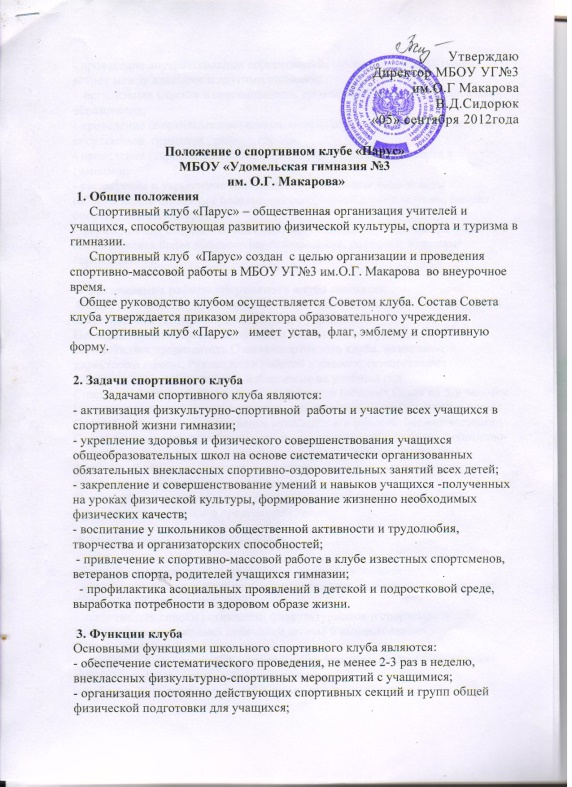 Утверждаю
Директор МБОУ УГ№3
им.О.Г Макарова
В.Д.Сидорюк
«05» сентября 2012года
Положение о спортивном клубе «Парус»
МБОУ «Удомельская гимназия №3
им. О.Г. Макарова»
1. Общие положения
Спортивный клуб «Парус» – общественная организация учителей и
учащихся, способствующая развитию физической культуры, спорта и туризма в
гимназии.
Спортивный клуб «Парус» создан с целью организации и проведения
спортивно-массовой работы в МБОУ УГ№3 им.О.Г. Макарова во внеурочное
время.
Общее руководство клубом осуществляется Советом клуба. Состав Совета
клуба утверждается приказом директора образовательного учреждения.
Спортивный клуб «Парус» имеет устав, флаг, эмблему и спортивную
форму.
2. Задачи спортивного клуба
Задачами спортивного клуба являются:
- активизация физкультурно-спортивной работы и участие всех учащихся в
спортивной жизни гимназии;
- укрепление здоровья и физического совершенствования учащихся
общеобразовательных школ на основе систематически организованных
обязательных внеклассных спортивно-оздоровительных занятий всех детей;
- закрепление и совершенствование умений и навыков учащихся -полученных
на уроках физической культуры, формирование жизненно необходимых
физических качеств;
- воспитание у школьников общественной активности и трудолюбия,
творчества и организаторских способностей;
- привлечение к спортивно-массовой работе в клубе известных спортсменов,
ветеранов спорта, родителей учащихся гимназии;
- профилактика асоциальных проявлений в детской и подростковой среде,
выработка потребности в здоровом образе жизни.
3. Функции клуба
Основными функциями школьного спортивного клуба являются:
- обеспечение систематического проведения, не менее 2-3 раз в неделю,
внеклассных физкультурно-спортивных мероприятий с учащимися;
- организация постоянно действующих спортивных секций и групп общей
физической подготовки для учащихся;